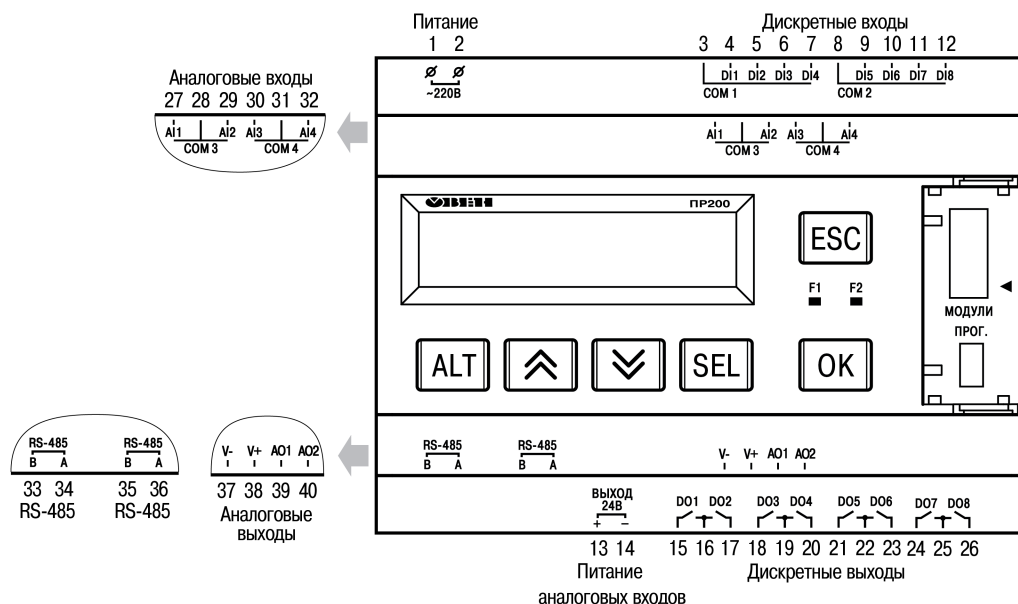 Питание
1 2
~220В
Дискретные входы
3 4 5 6 7 8 9 10 11 12
DI1 DI2 DI3 DI4 DI5 DI6 DI7 DI8
COM 1 COM 2
Аналоговые входы
27 28 29 30 31 32
AI1 AI2 AI3 AI4
COM 3 COM 4
AI1 AI2 AI3 AI4
COM 3 COM 4
ОВЕН ПР200
ESC
F1 F2
МОДУЛИ
ПРОГ.
ALT SEL OK
RS-485 RS-485
B A B A
33 34 35 36
RS-485 RS-485
V- V+ AO1 AO2
37 38 39 40
Аналоговые
выходы
RS-485 RS-485
B A B A
V- V+ AO1 AO2
ВЫХОД
24В
+ −
DO1 DO2 DO3 DO4 DO5 DO6 DO7 DO8
13 14 15 16 17 18 19 20 21 22 23 24 25 26
Питание
аналоговых входов
Дискретные выходы